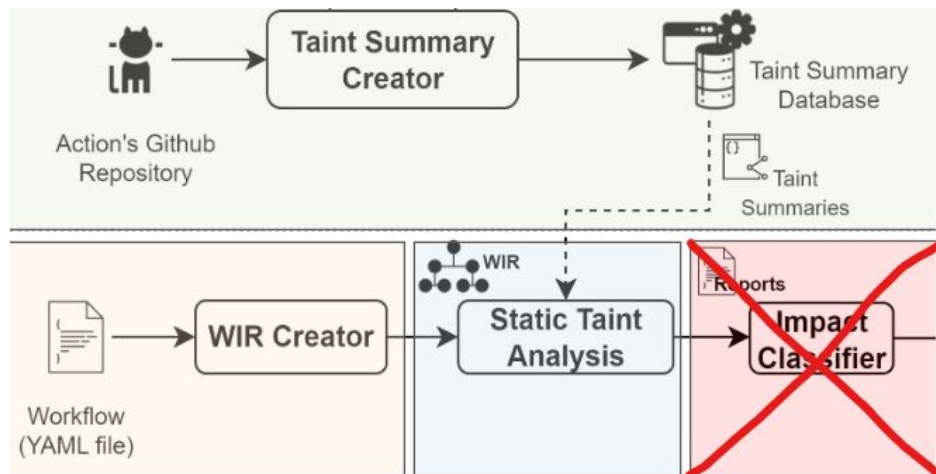 Taint Summary
Creator
Action's Github
Repository
Taint Summary
Database
{}
Taint
Summaries
WIR
Reports
WIR Creator
Static Taint
Analysis
Impact
Classifier
Workflow
(YAML file)